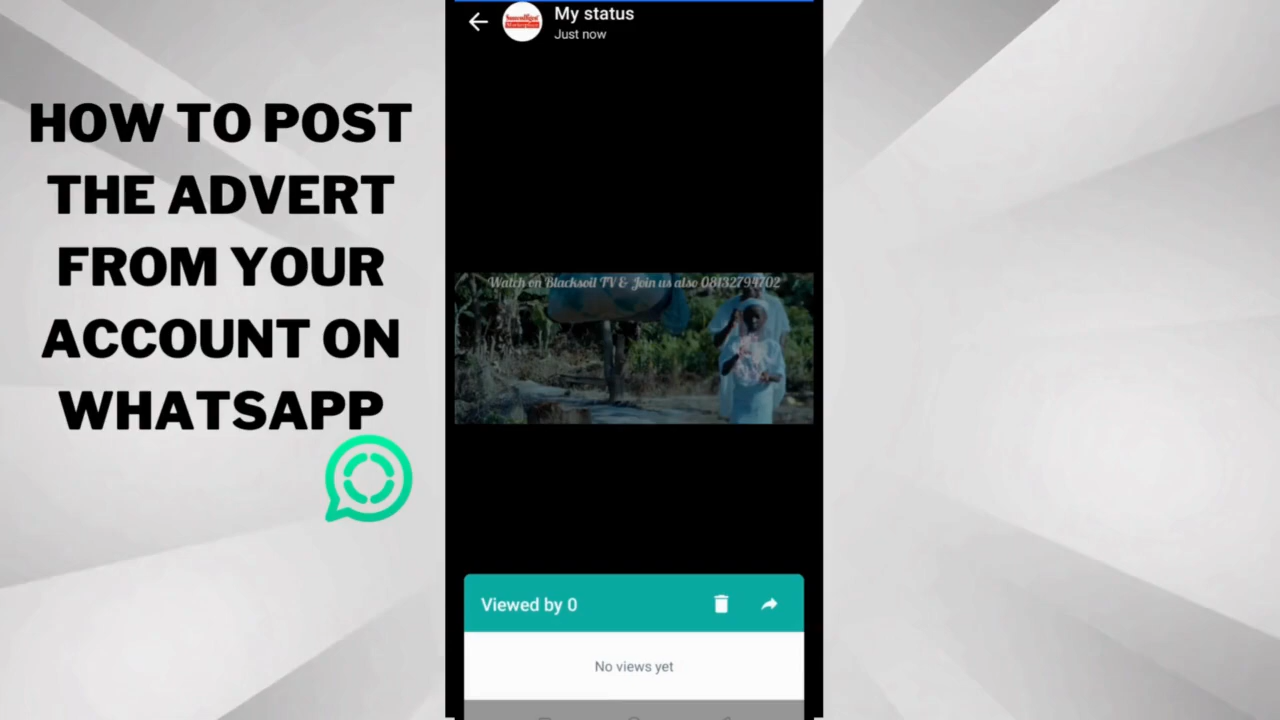 HOW TO POST
THE ADVERT
FROM YOUR
ACCOUNT ON
WHATSAPP
My status
Just now
Watch on Blacksoil TV & Join us also 08132794702
Viewed by 0
No views yet